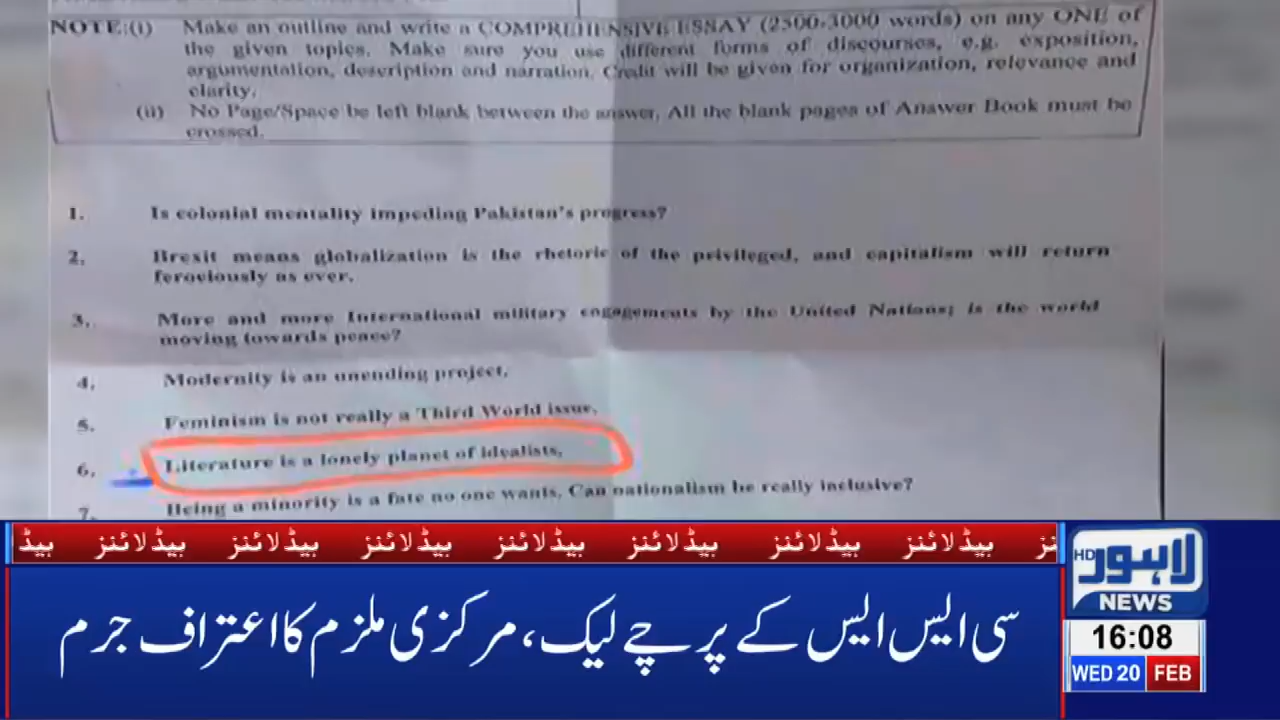 NOTE:(i) Make an outline and write a COMPREHENSIVE ESSAY (2500-3000 words) on any ONE of
the given topics. Make sure you use different forms of discourses, e.g. exposition,
argumentation, description and narration. Credit will be given for organization, relevance and
clarity.
(ii) No Page/Space be left blank between the answer. All the blank pages of Answer Book must be
crossed.
1. Is colonial mentality impeding Pakistan's progress?
2. Brexit means globalization is the rhetoric of the privileged, and capitalism will return
ferociously as ever.
3. More and more International military engagements by the United Nations; is the world
moving towards peace?
4. Modernity is an unending project.
5. Feminism is not really a Third World issue.
6. Literature is a lonely planet of idealists.
7. Being a minority is a fate no one wants. Can nationalism be really inclusive?
ہیڈلائنز ہیڈلائنز ہیڈلائنز ہیڈلائنز ہیڈلائنز ہیڈلائنز ہیڈلائنز
سی ایس ایس کے پرچے لیک، مرکزی ملزم کا اعتراف جرم
HD لاہور
NEWS
16:08
WED 20 FEB